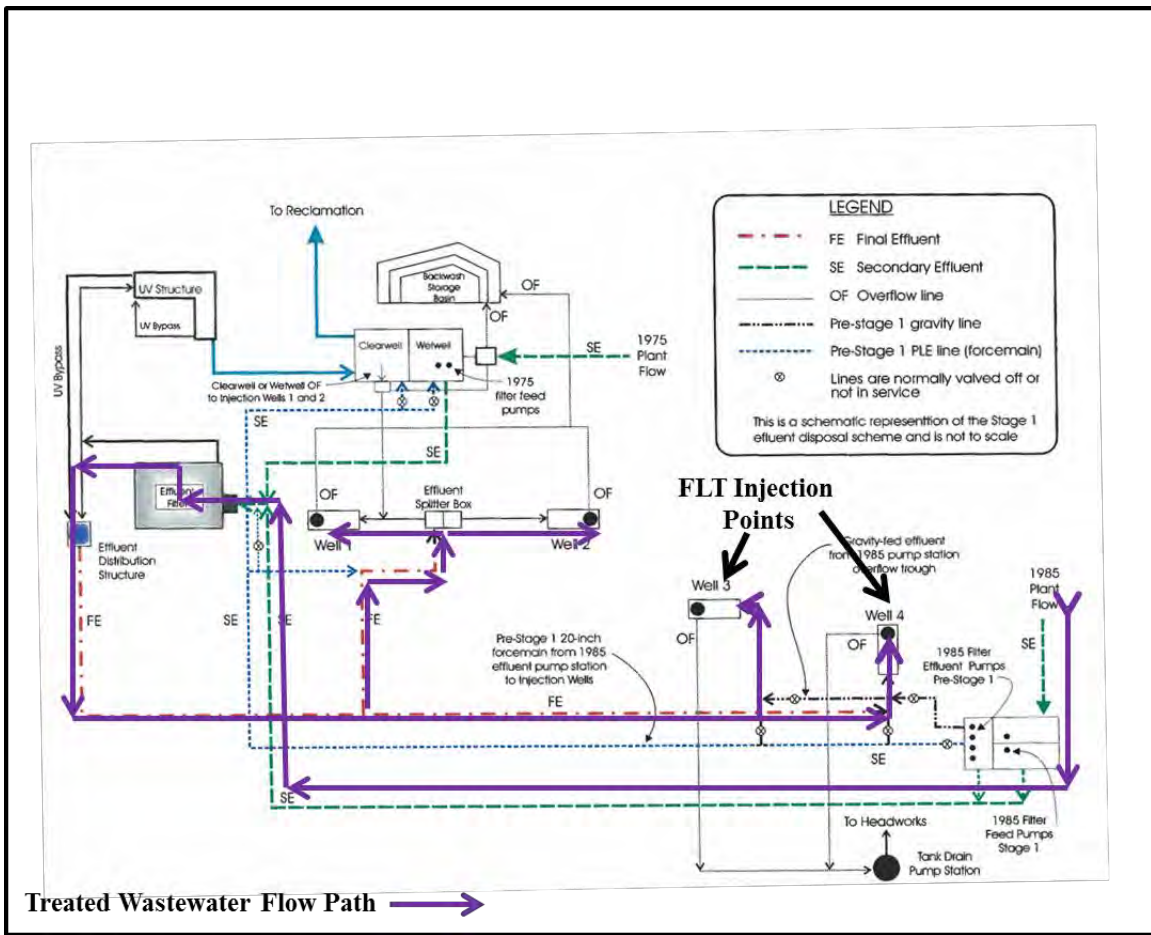 To Reclamation
UV Structure
UV Bypass
UV Bypass
Backwash
Storage
Basin
OF
OF
Clearwell
Wetwell
SE
1975
Plant
Flow
Clearwell or Wetwell OF
to Injection Wells 1 and 2
1975
filter feed
pumps
SE
SE
LEGEND
FE Final Effluent
SE Secondary Effluent
OF Overflow line
Pre-stage 1 gravity line
Pre-Stage 1 PLE line (forcemain)
Lines are normally valved off or
not in service
This is a schematic represention of the Stage 1
efluent disposal scheme and is not to scale
Effluent
Filter
OF
Effluent
Splitter Box
OF
Well 1
Well 2
Effluent
Distribution
Structure
FE
SE
SE
FE
FLT Injection
Points
Gravity-fed effluent
from 1985 pump station
overflow trough
Well 3
OF
Well 4
OF
1985
Plant
Flow
SE
Pre-Stage 1 20-inch
forcemain from 1985
effluent pump station
to Injection Wells
1985 Filter
Effluent Pumps
Pre-Stage 1
FE
SE
SE
1985 Filter
Feed Pumps
Stage 1
To Headworks
Tank Drain
Pump Station
Treated Wastewater Flow Path